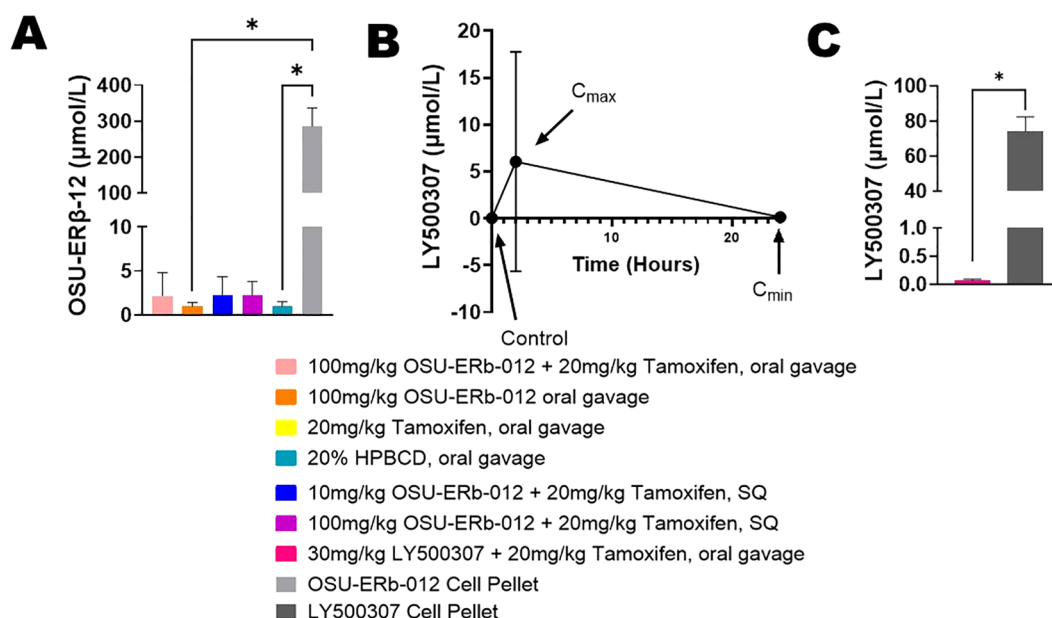 A
*
*
OSU-ERβ-12 (μmol/L)
400
300
200
100
10
5
0
B
LY500307 (μmol/L)
20
15
10
5
0
-5
-10
Cmax
10
20
Time (Hours)
Cmin
Control
C
*
LY500307 (μmol/L)
100
80
60
40
1.0
0.5
0.0
100mg/kg OSU-ERb-012 + 20mg/kg Tamoxifen, oral gavage
100mg/kg OSU-ERb-012 oral gavage
20mg/kg Tamoxifen, oral gavage
20% HPBCD, oral gavage
10mg/kg OSU-ERb-012 + 20mg/kg Tamoxifen, SQ
100mg/kg OSU-ERb-012 + 20mg/kg Tamoxifen, SQ
30mg/kg LY500307 + 20mg/kg Tamoxifen, oral gavage
OSU-ERb-012 Cell Pellet
LY500307 Cell Pellet